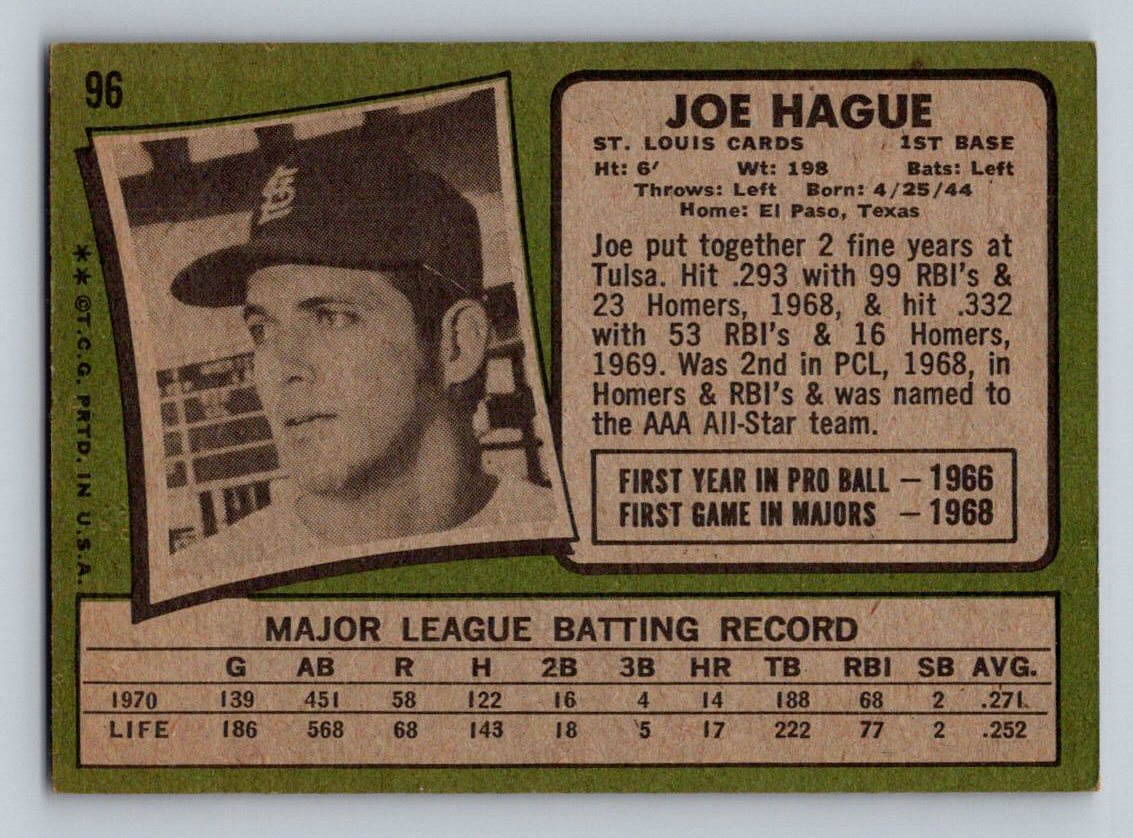 96
JOE HAGUE
ST. LOUIS CARDS 1ST BASE
Ht: 6' Wt: 198 Bats: Left
Throws: Left Born: 4/25/44
Home: El Paso, Texas
Joe put together 2 fine years at
Tulsa. Hit .293 with 99 RBI's &
23 Homers, 1968, & hit .332
with 53 RBI's & 16 Homers,
1969. Was 2nd in PCL, 1968, in
Homers & RBI's & was named to
the AAA All-Star team.
FIRST YEAR IN PRO BALL — 1966
FIRST GAME IN MAJORS — 1968
** ©T.C.G. PRTD. IN U.S.A.
MAJOR LEAGUE BATTING RECORD
G AB R H 2B 3B HR TB RBI SB AVG.
1970 139 451 58 122 16 4 14 188 68 2 .271
LIFE 186 568 68 143 18 5 17 222 77 2 .252